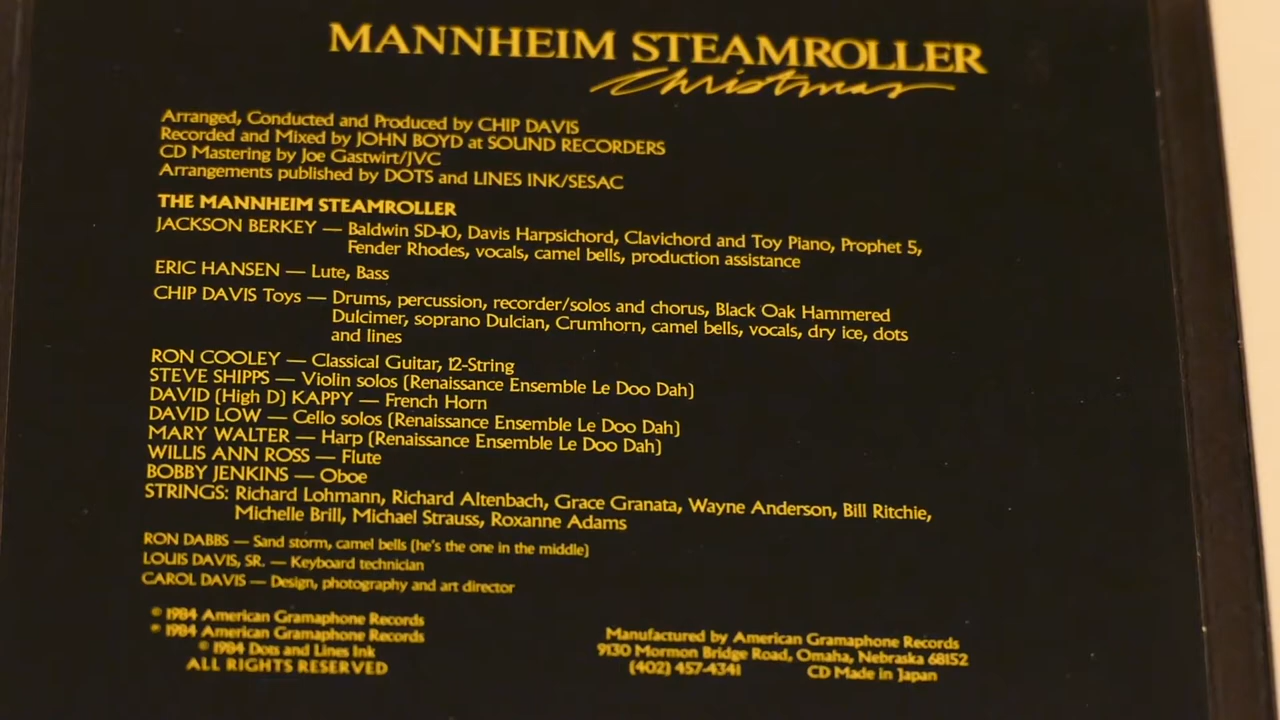 MANNHEIM STEAMROLLER
Christmas
Arranged, Conducted and Produced by CHIP DAVIS
Recorded and Mixed by JOHN BOYD at SOUND RECORDERS
CD Mastering by Joe Gastwirt/JVC
Arrangements published by DOTS and LINES INK/SESAC
THE MANNHEIM STEAMROLLER
JACKSON BERKEY — Baldwin SD-10, Davis Harpsichord, Clavichord and Toy Piano, Prophet 5,
Fender Rhodes, vocals, camel bells, production assistance
ERIC HANSEN — Lute, Bass
CHIP DAVIS Toys — Drums, percussion, recorder/solos and chorus, Black Oak Hammered
Dulcimer, soprano Dulcian, Crumhorn, camel bells, vocals, dry ice, dots
and lines
RON COOLEY — Classical Guitar, 12-String
STEVE SHIPPS — Violin solos (Renaissance Ensemble Le Doo Dah)
DAVID (High D) KAPPY — French Horn
DAVID LOW — Cello solos (Renaissance Ensemble Le Doo Dah)
MARY WALTER — Harp (Renaissance Ensemble Le Doo Dah)
WILLIS ANN ROSS — Flute
BOBBY JENKINS — Oboe
STRINGS: Richard Lohmann, Richard Altenbach, Grace Granata, Wayne Anderson, Bill Ritchie,
Michelle Brill, Michael Strauss, Roxanne Adams
RON DABBS — Sand storm, camel bells (he's the one in the middle)
LOUIS DAVIS, SR. — Keyboard technician
CAROL DAVIS — Design, photography and art director
© 1984 American Gramaphone Records
℗ 1984 American Gramaphone Records
© 1984 Dots and Lines Ink
ALL RIGHTS RESERVED
Manufactured by American Gramaphone Records
9130 Mormon Bridge Road, Omaha, Nebraska 68152
(402) 457-4341 CD Made in Japan